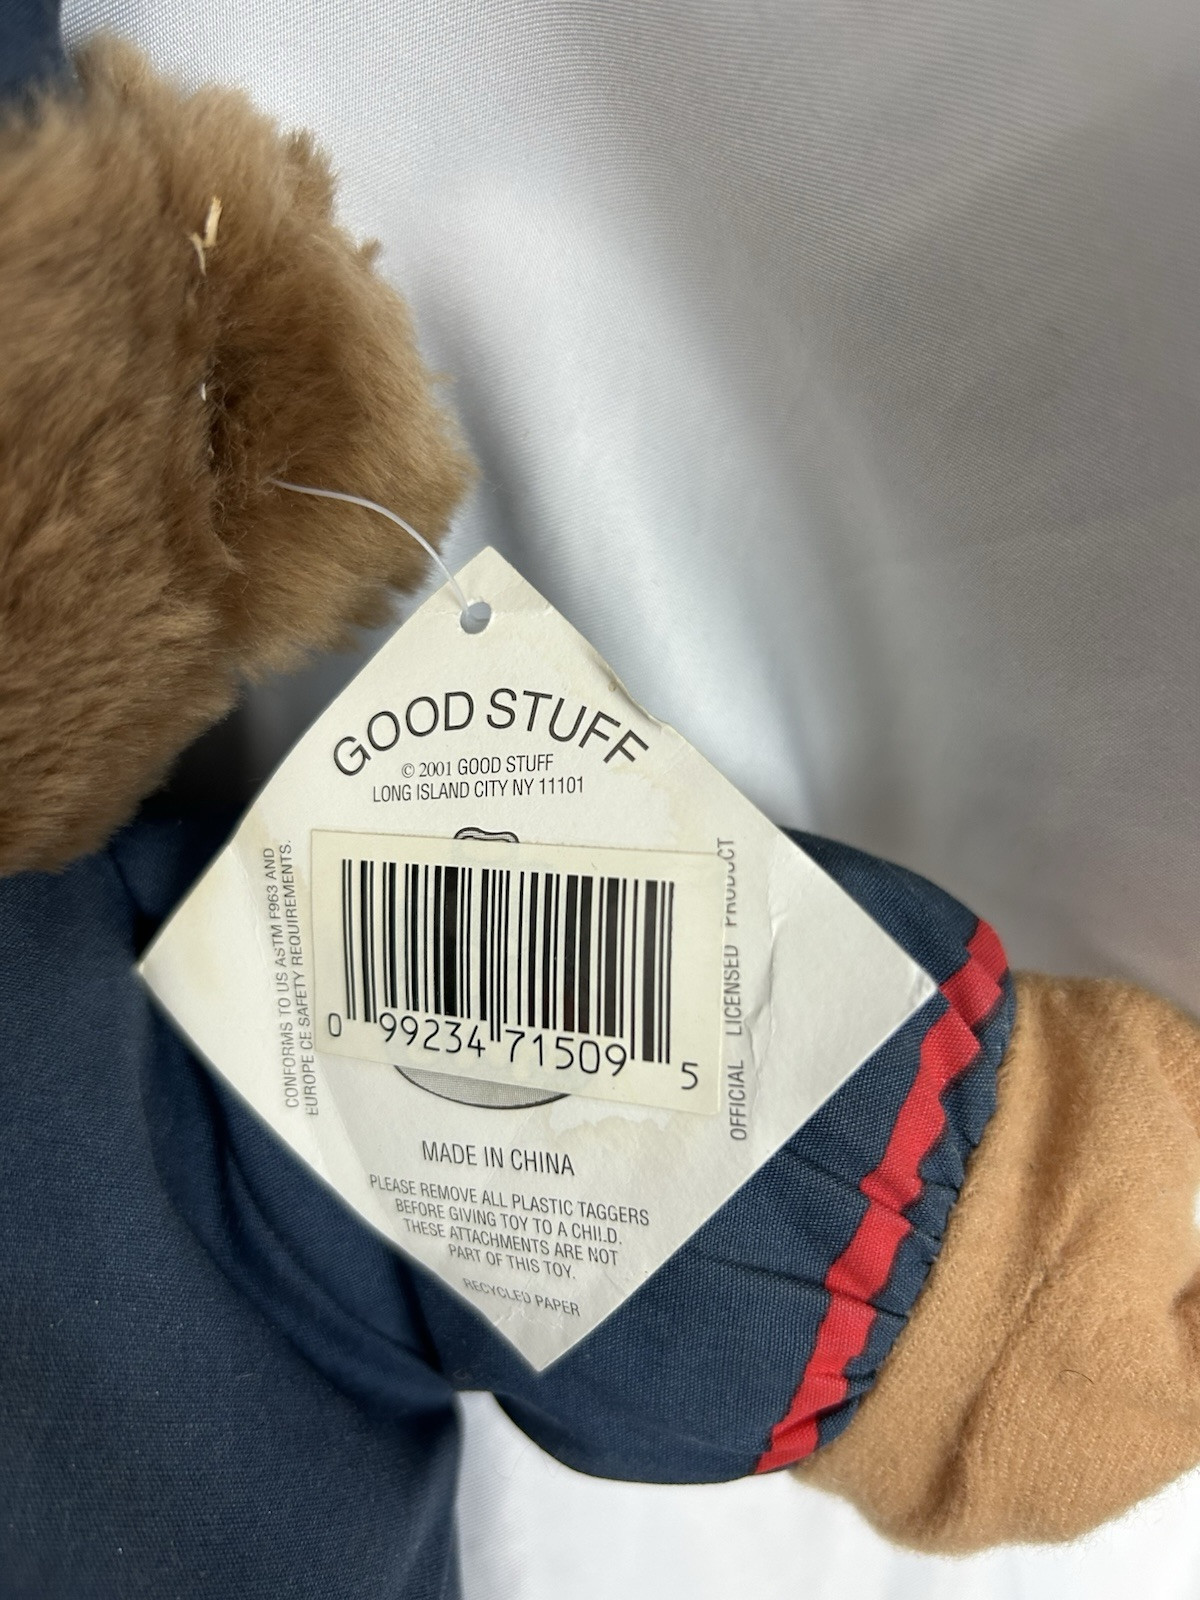 GOOD STUFF
© 2001 GOOD STUFF
LONG ISLAND CITY NY 11101
CONFORMS TO US ASTM F963 AND
EUROPE CE SAFETY REQUIREMENTS.
0 99234 71509 5
OFFICIAL LICENSED PRODUCT
MADE IN CHINA
PLEASE REMOVE ALL PLASTIC TAGGERS
BEFORE GIVING TOY TO A CHILD.
THESE ATTACHMENTS ARE NOT
PART OF THIS TOY.
RECYCLED PAPER